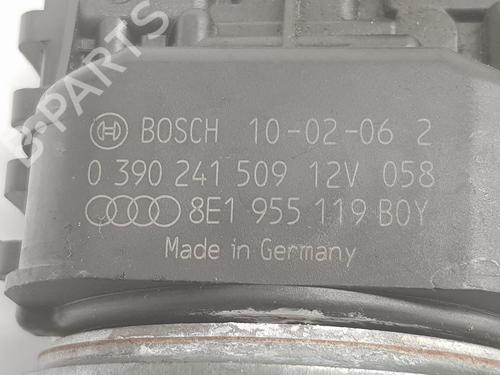 B-PARTS
BOSCH 10-02-06 2
0 390 241 509 12V 058
8E1 955 119 B0Y
Made in Germany